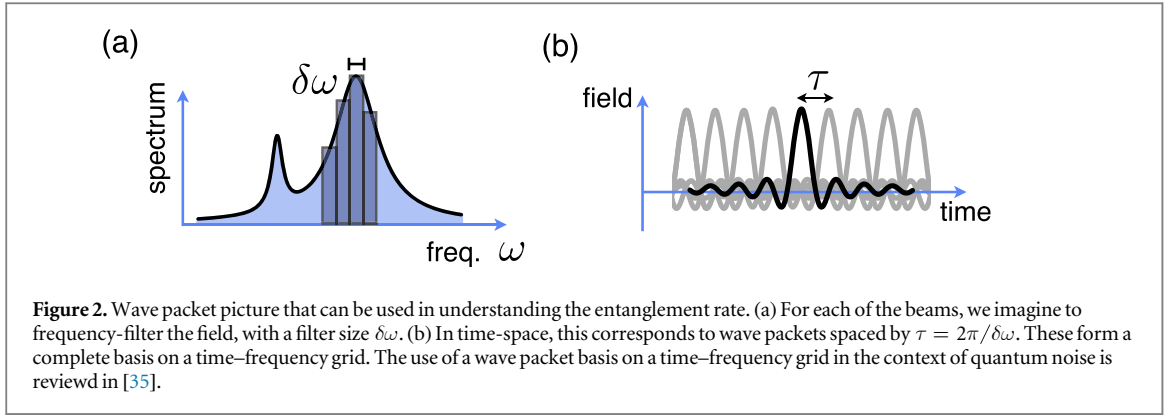 (a)
δω
spectrum
freq. ω
(b)
τ
field
time
Figure 2. Wave packet picture that can be used in understanding the entanglement rate. (a) For each of the beams, we imagine to
frequency-filter the field, with a filter size δω. (b) In time-space, this corresponds to wave packets spaced by τ = 2π/δω. These form a
complete basis on a time–frequency grid. The use of a wave packet basis on a time–frequency grid in the context of quantum noise is
reviewd in [35].